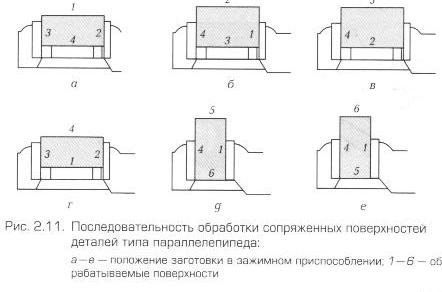 1
3 2
4
а
2
4 1
3
б
3
4 1
2
в
4
3 2
1
г
5
4 1
6
д
6
4 1
5
е
Рис. 2.11. Последовательность обработки сопряженных поверхностей
деталей типа параллелепипеда:
а—е — положение заготовки в зажимном приспособлении; 1—6 — об
рабатываемые поверхности